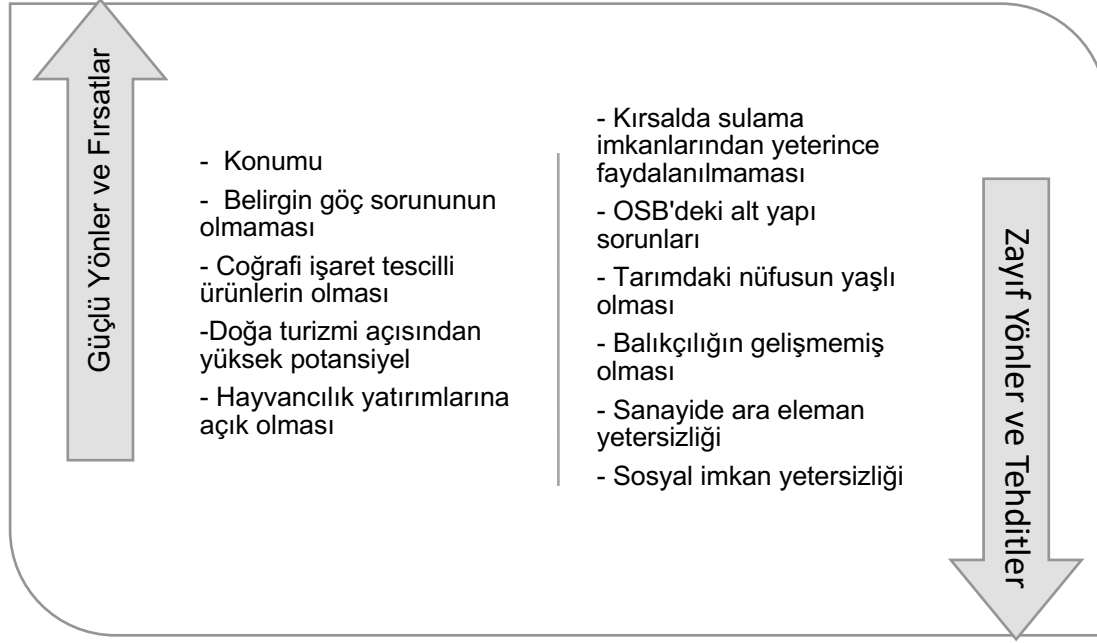 Güçlü Yönler ve Fırsatlar
-  Konumu
-  Belirgin göç sorununun
olmaması
- Coğrafi işaret tescilli
ürünlerin olması
-Doğa turizmi açısından
yüksek potansiyel
- Hayvancılık yatırımlarına
açık olması
- Kırsalda sulama
imkanlarından yeterince
faydalanılmaması
- OSB'deki alt yapı
sorunları
- Tarımdaki nüfusun yaşlı
olması
- Balıkçılığın gelişmemiş
olması
- Sanayide ara eleman
yetersizliği
- Sosyal imkan yetersizliği
Zayıf Yönler ve Tehditler